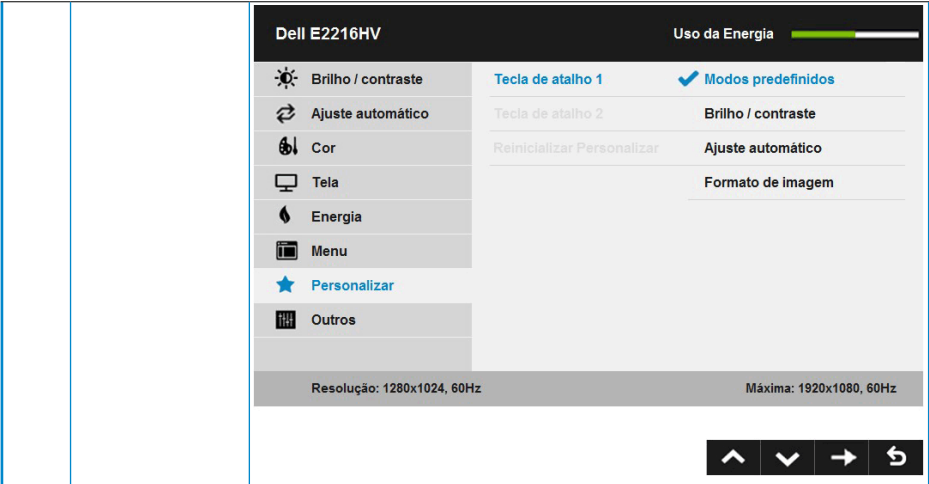 Dell E2216HV Uso da Energia
Brilho / contraste Tecla de atalho 1 Modos predefinidos
Ajuste automático Tecla de atalho 2 Brilho / contraste
Cor Reinicializar Personalizar Ajuste automático
Tela Formato de imagem
Energia
Menu
Personalizar
Outros
Resolução: 1280x1024, 60Hz Máxima: 1920x1080, 60Hz